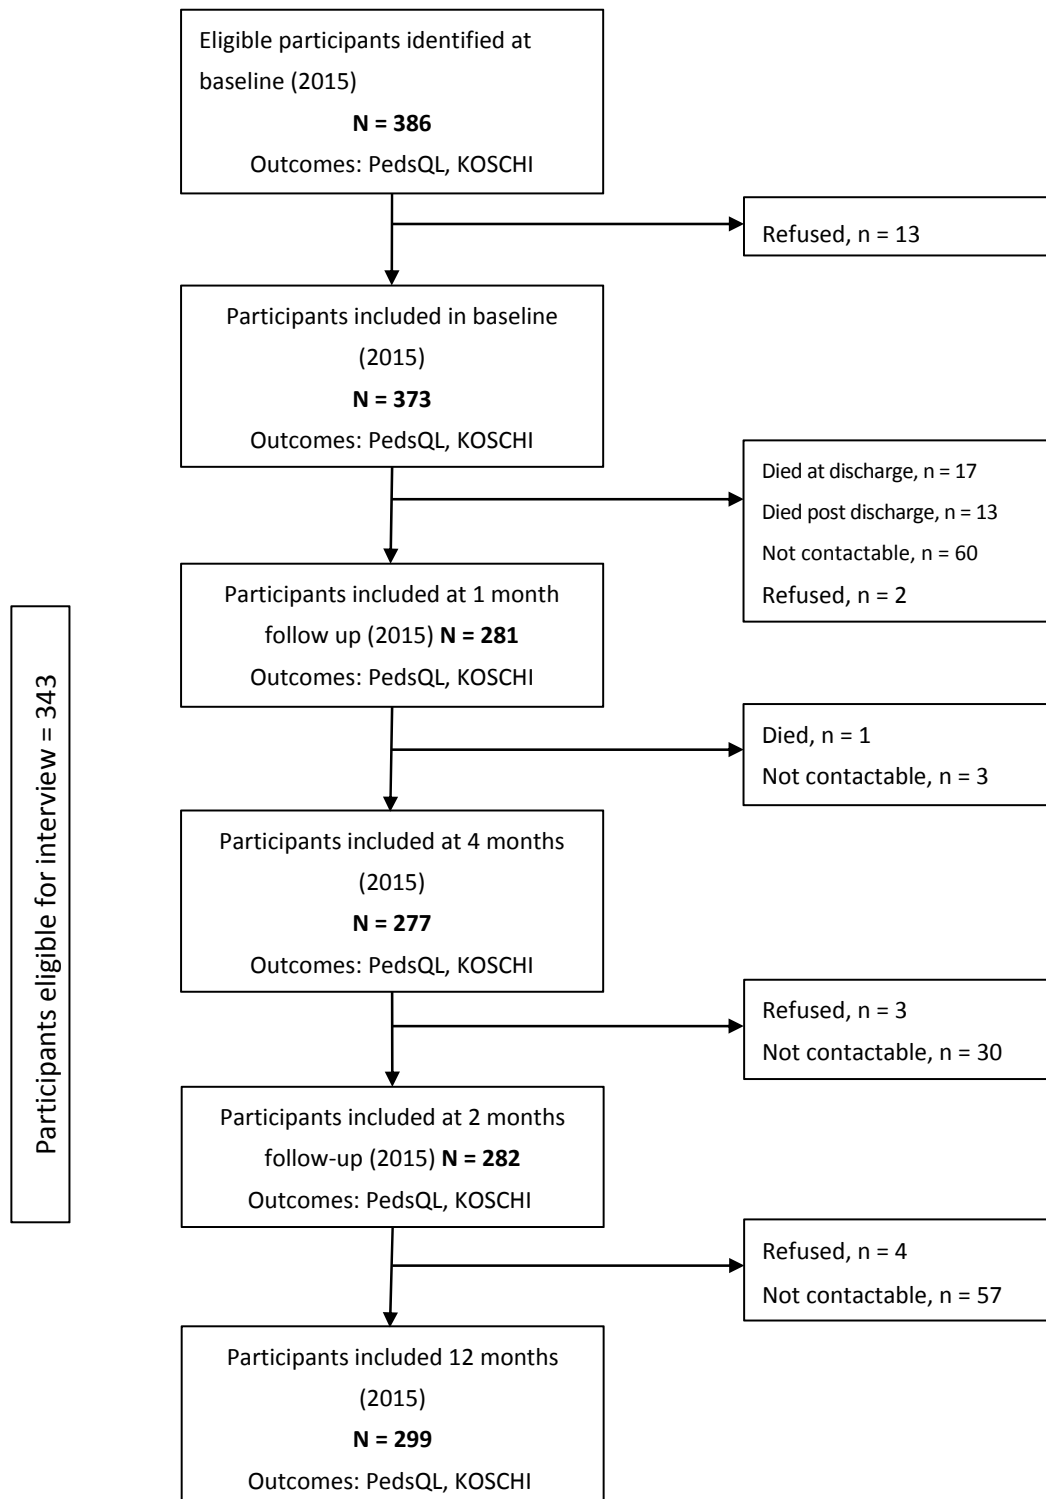 Eligible participants identified at
baseline (2015)
N = 386
Outcomes: PedsQL, KOSCHI
Refused, n = 13
Participants included in baseline
(2015)
N = 373
Outcomes: PedsQL, KOSCHI
Died at discharge, n = 17
Died post discharge, n = 13
Not contactable, n = 60
Refused, n = 2
Participants included at 1 month
follow up (2015) N = 281
Outcomes: PedsQL, KOSCHI
Participants eligible for interview = 343
Died, n = 1
Not contactable, n = 3
Participants included at 4 months
(2015)
N = 277
Outcomes: PedsQL, KOSCHI
Refused, n = 3
Not contactable, n = 30
Participants included at 2 months
follow-up (2015) N = 282
Outcomes: PedsQL, KOSCHI
Refused, n = 4
Not contactable, n = 57
Participants included 12 months
(2015)
N = 299
Outcomes: PedsQL, KOSCHI